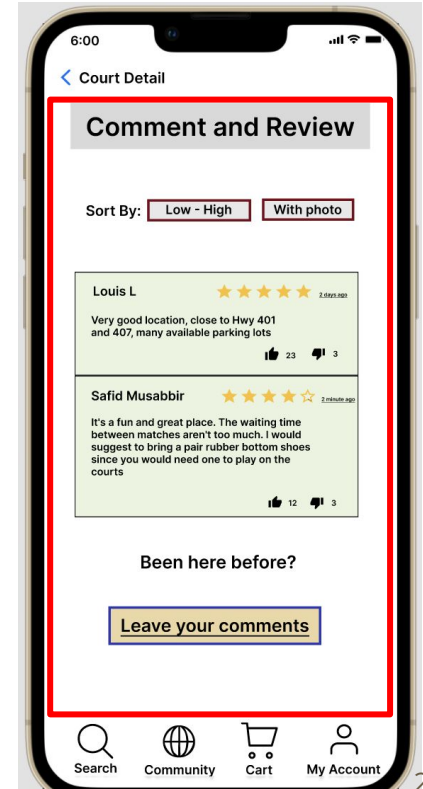 6:00
Court Detail
Comment and Review
Sort By: Low - High With photo
Louis L 2 days ago
Very good location, close to Hwy 401
and 407, many available parking lots
23 3
Safid Musabbir 2 minute ago
It's a fun and great place. The waiting time
between matches aren't too much. I would
suggest to bring a pair rubber bottom shoes
since you would need one to play on the
courts
12 3
Been here before?
Leave your comments
Search Community Cart My Account